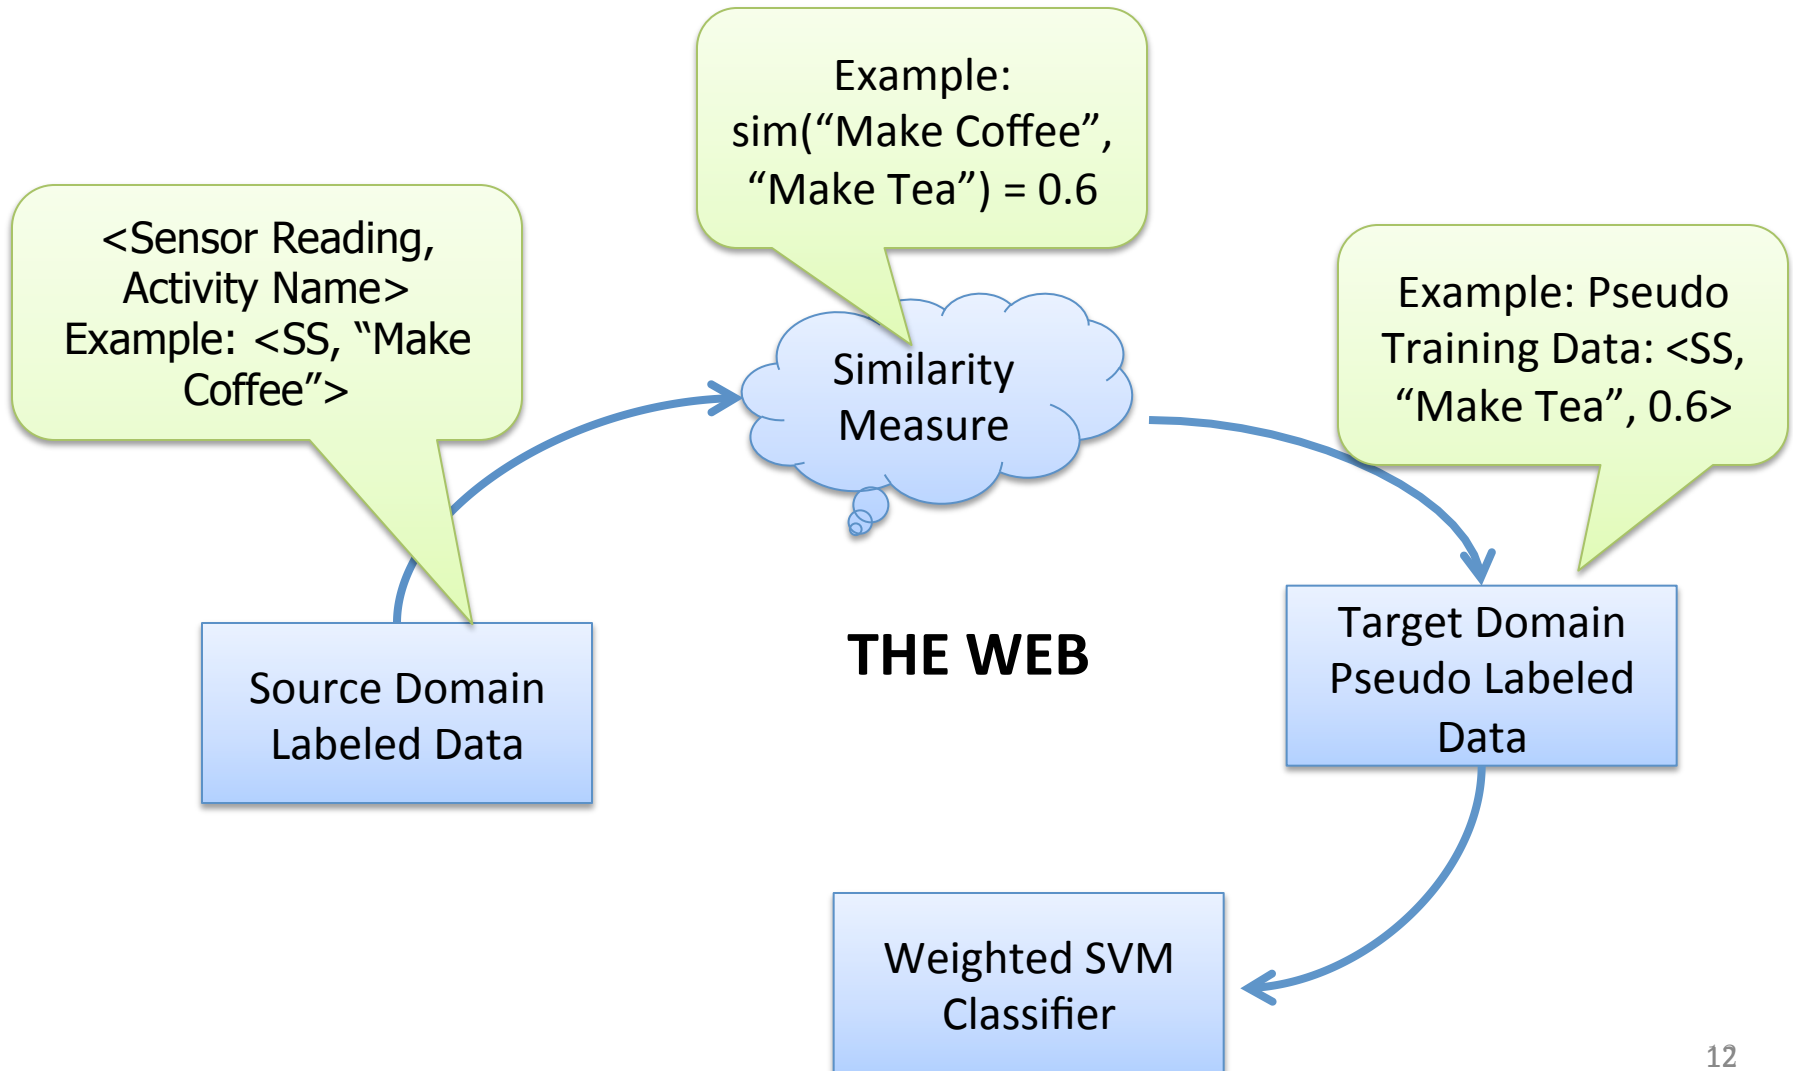 Example:
sim(“Make Coffee”,
“Make Tea”) = 0.6
<Sensor Reading,
Activity Name>
Example: <SS, “Make
Coffee”>
Example: Pseudo
Training Data: <SS,
“Make Tea”, 0.6>
Similarity
Measure
Source Domain
Labeled Data
THE WEB
Target Domain
Pseudo Labeled
Data
Weighted SVM
Classifier
12